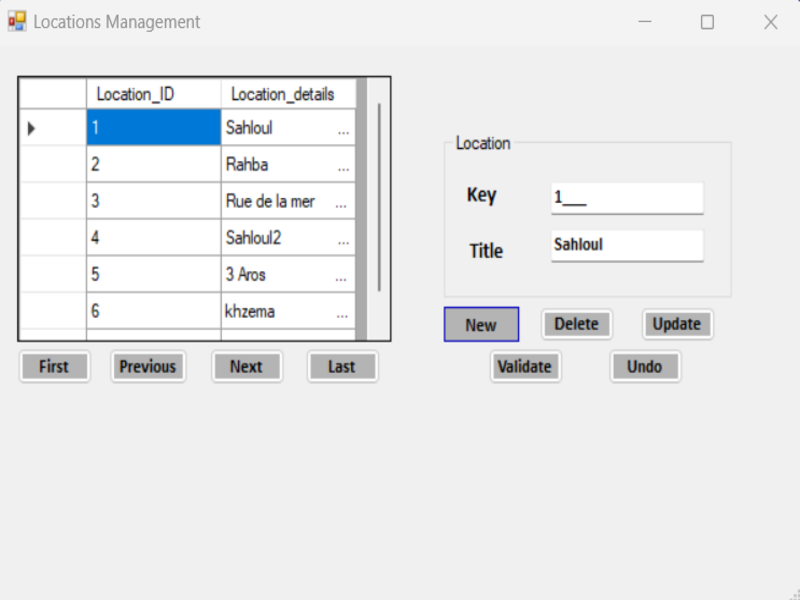 Locations Management
Location_ID Location_details
1 Sahloul ...
2 Rahba ...
3 Rue de la mer ...
4 Sahloul2 ...
5 3 Aros ...
6 khzema ...
First Previous Next Last
Location
Key 1___
Title Sahloul
New Delete Update
Validate Undo